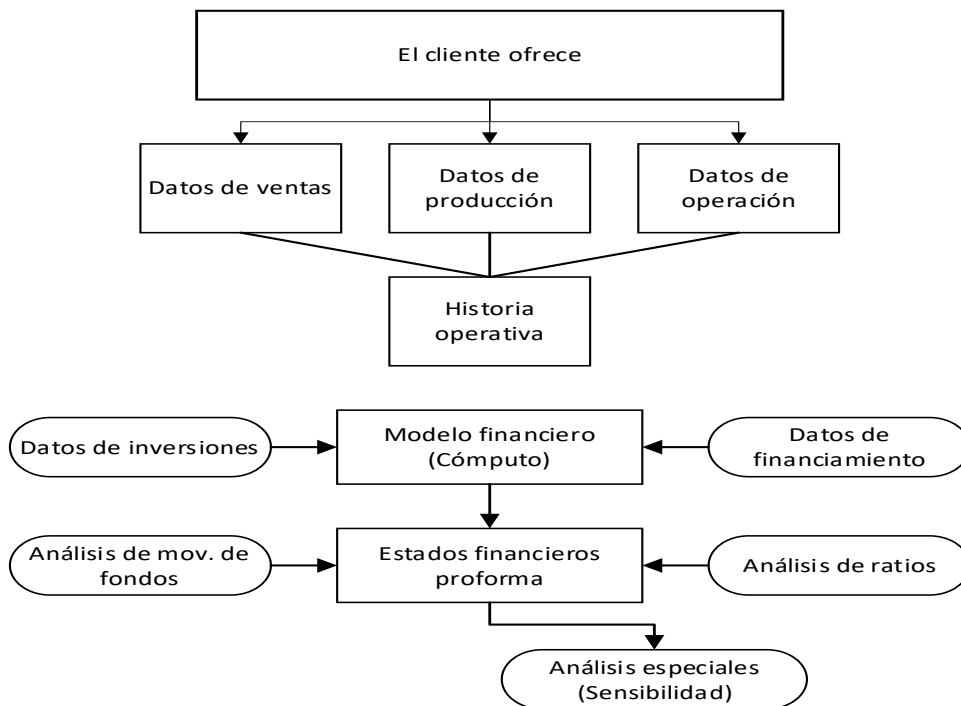 El cliente ofrece
Datos de ventas
Datos de
producción
Datos de
operación
Historia
operativa
Datos de inversiones
Modelo financiero
(Cómputo)
Datos de
financiamiento
Análisis de mov. de
fondos
Estados financieros
proforma
Análisis de ratios
Análisis especiales
(Sensibilidad)